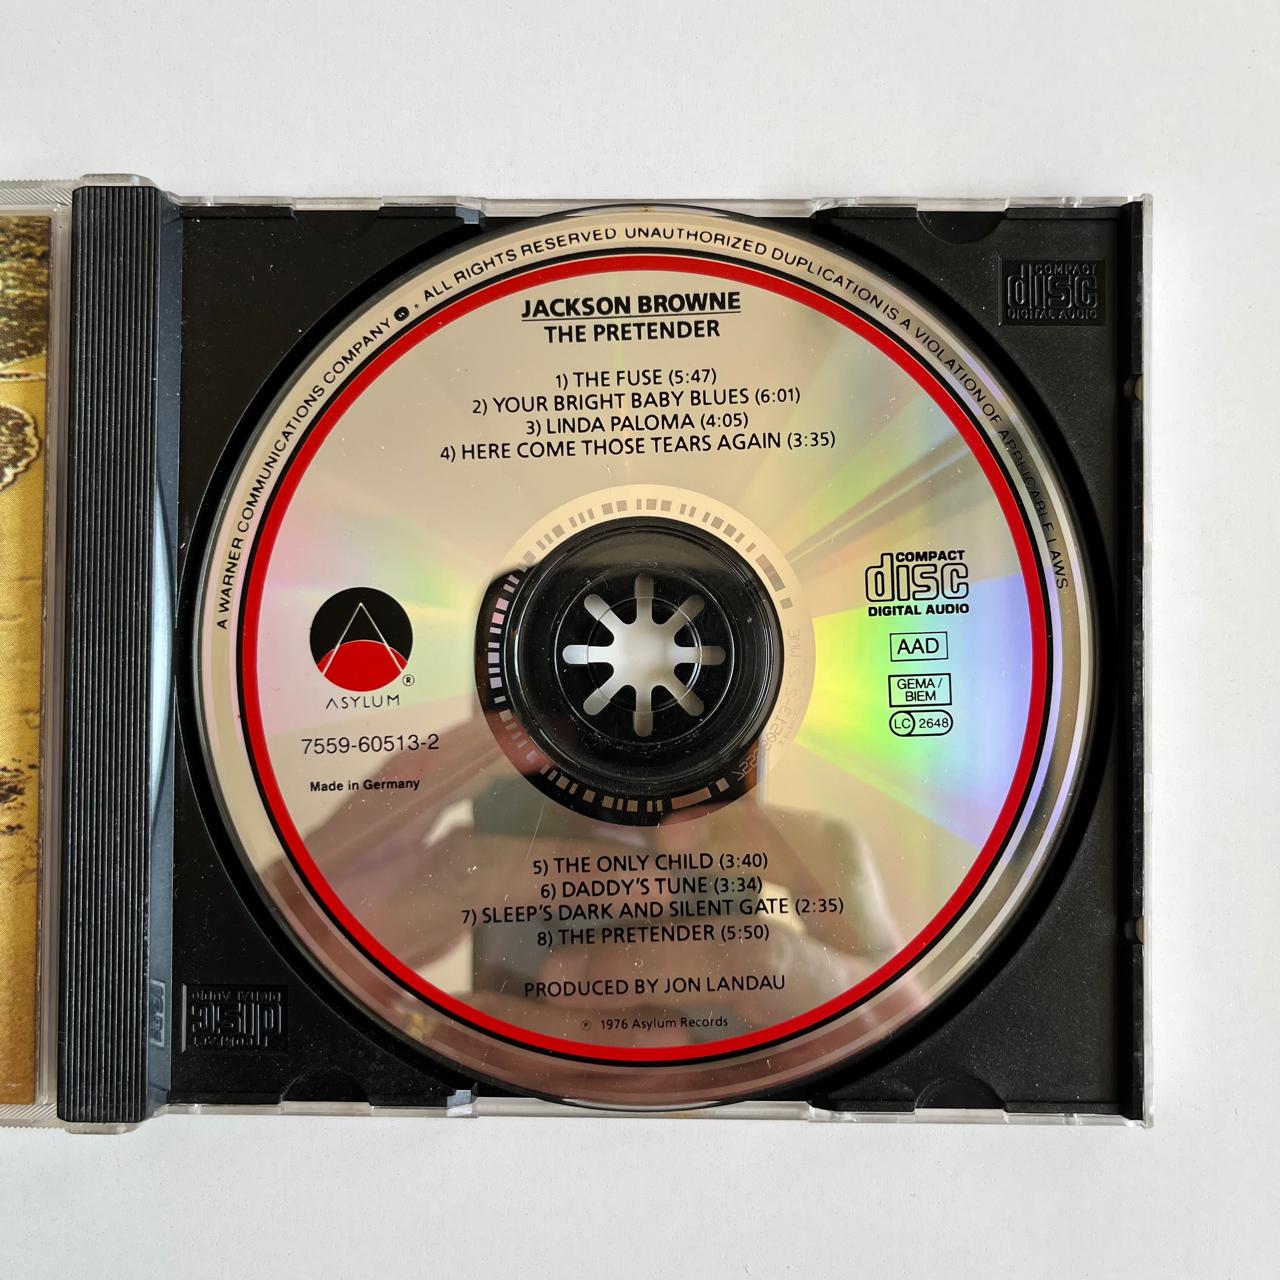 A WARNER COMMUNICATIONS COMPANY . ALL RIGHTS RESERVED UNAUTHORIZED DUPLICATION IS A VIOLATION OF APPLICABLE LAWS
JACKSON BROWNE
THE PRETENDER
1) THE FUSE (5:47)
2) YOUR BRIGHT BABY BLUES (6:01)
3) LINDA PALOMA (4:05)
4) HERE COME THOSE TEARS AGAIN (3:35)
COMPACT
disc
DIGITAL AUDIO
COMPACT
disc
DIGITAL AUDIO
AAD
GEMA/
BIEM
LC 2648
ASYLUM ®
7559-60513-2
Made in Germany
5) THE ONLY CHILD (3:40)
6) DADDY'S TUNE (3:34)
7) SLEEP'S DARK AND SILENT GATE (2:35)
8) THE PRETENDER (5:50)
PRODUCED BY JON LANDAU
℗ 1976 Asylum Records
COMPACT
disc
DIGITAL AUDIO